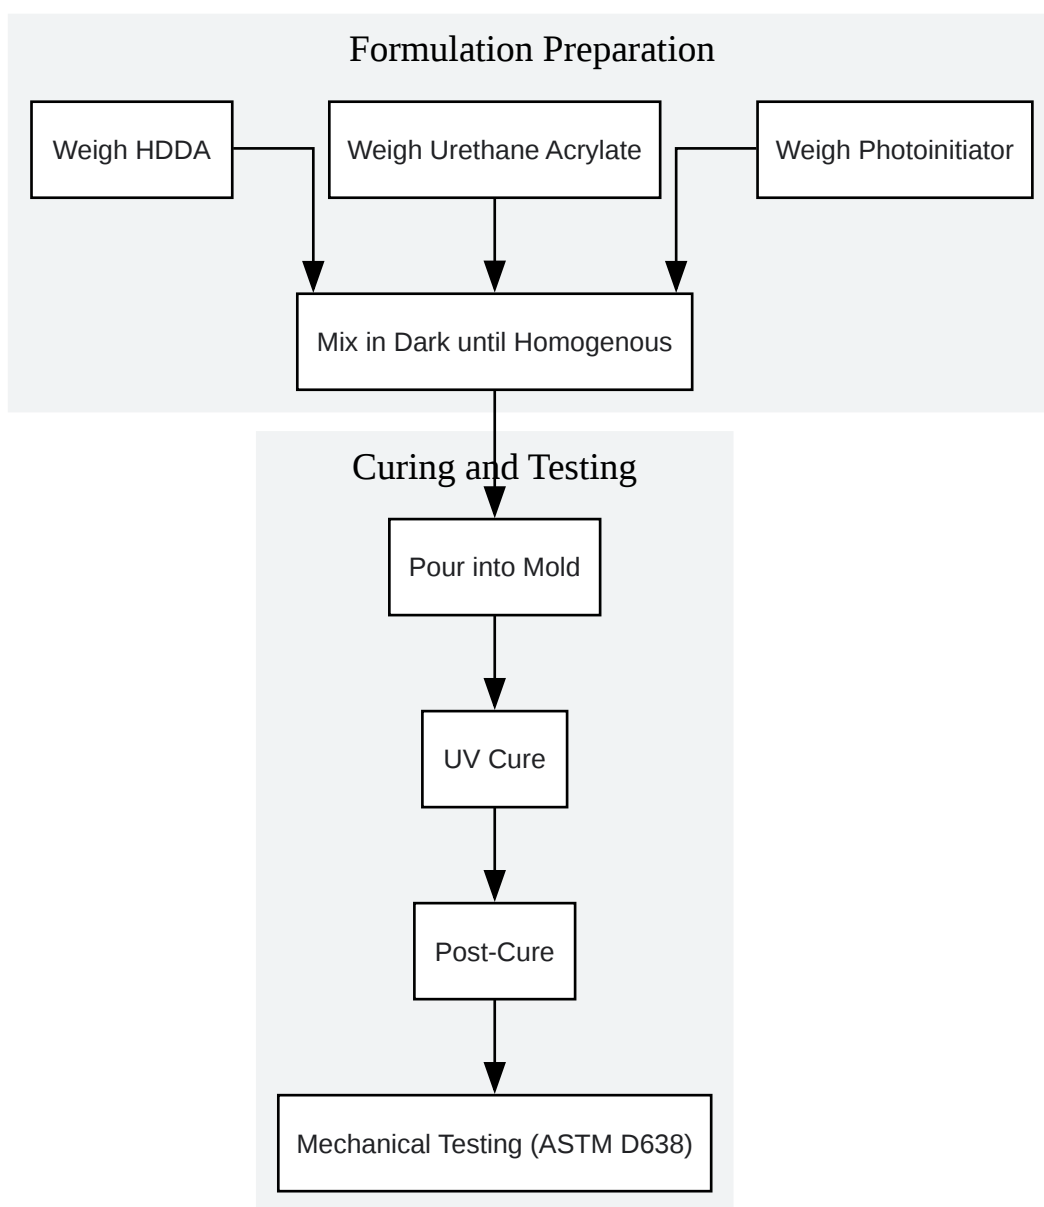 Formulation Preparation
Weigh HDDA
Weigh Urethane Acrylate
Weigh Photoinitiator
Mix in Dark until Homogenous
Curing and Testing
Pour into Mold
UV Cure
Post-Cure
Mechanical Testing (ASTM D638)